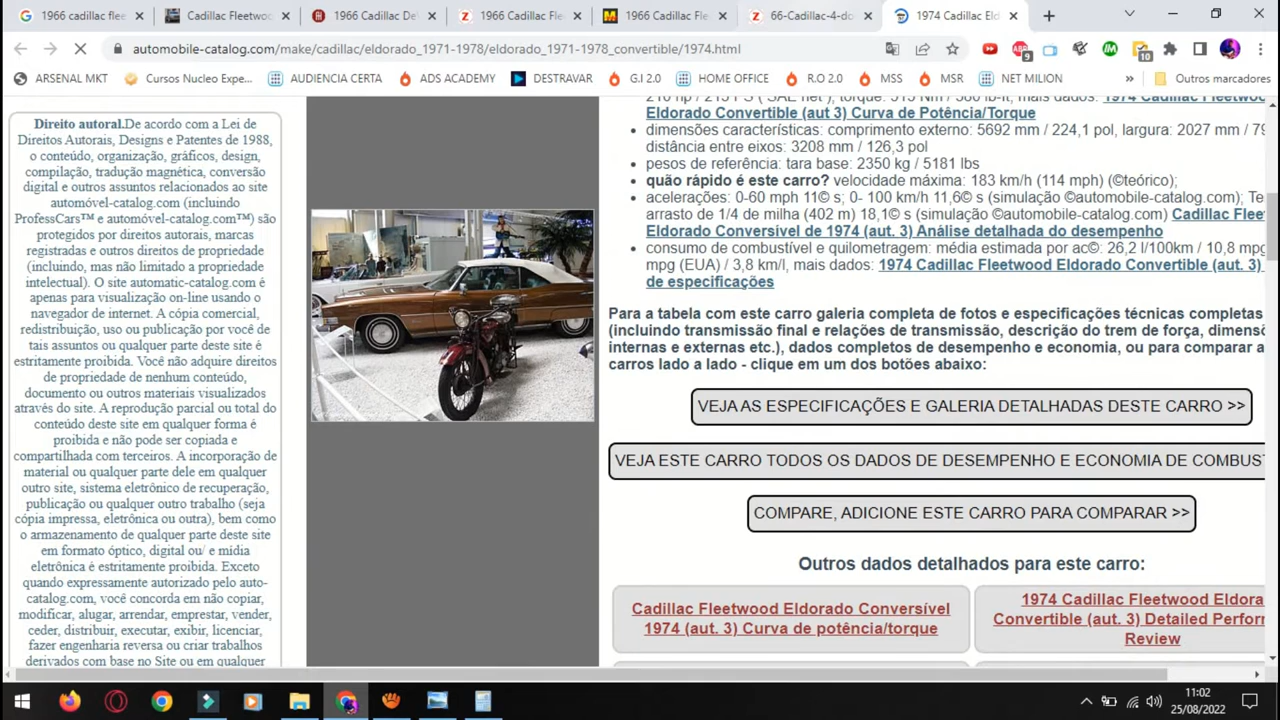 1966 cadillac flee
Cadillac Fleetwoo
1966 Cadillac De
1966 Cadillac Fle
1966 Cadillac Fle
66-Cadillac-4-do
1974 Cadillac Eld
automobile-catalog.com/make/cadillac/eldorado_1971-1978/eldorado_1971-1978_convertible/1974.html
9
10
ARSENAL MKT
Cursos Nucleo Expe...
AUDIENCIA CERTA
ADS ACADEMY
DESTRAVAR
G.I 2.0
HOME OFFICE
R.O 2.0
MSS
MSR
NET MILION
»
Outros marcadores
Direito autoral.De acordo com a Lei de
Direitos Autorais, Designs e Patentes de 1988,
o conteúdo, organização, gráficos, design,
compilação, tradução magnética, conversão
digital e outros assuntos relacionados ao site
automóvel-catalog.com (incluindo
ProfessCars™ e automóvel-catalog.com™) são
protegidos por direitos autorais, marcas
registradas e outros direitos de propriedade
(incluindo, mas não limitado a propriedade
intelectual). O site automatic-catalog.com é
apenas para visualização on-line usando o
navegador de internet. A cópia comercial,
redistribuição, uso ou publicação por você de
tais assuntos ou qualquer parte deste site é
estritamente proibida. Você não adquire direitos
de propriedade de nenhum conteúdo,
documento ou outros materiais visualizados
através do site. A reprodução parcial ou total do
conteúdo deste site em qualquer forma é
proibida e não pode ser copiada e
compartilhada com terceiros. A incorporação de
material ou qualquer parte dele em qualquer
outro site, sistema eletrônico de recuperação,
publicação ou qualquer outro trabalho (seja
cópia impressa, eletrônica ou outra), bem como
o armazenamento de qualquer parte deste site
em formato óptico, digital ou/ e mídia
eletrônica é estritamente proibida. Exceto
quando expressamente autorizado pelo auto-
catalog.com, você concorda em não copiar,
modificar, alugar, arrendar, emprestar, vender,
ceder, distribuir, executar, exibir, licenciar,
fazer engenharia reversa ou criar trabalhos
derivados com base no Site ou em qualquer
Eldorado Convertible (aut 3) Curva de Potência/Torque
dimensões características: comprimento externo: 5692 mm / 224,1 pol, largura: 2027 mm / 79
distância entre eixos: 3208 mm / 126,3 pol
pesos de referência: tara base: 2350 kg / 5181 lbs
quão rápido é este carro? velocidade máxima: 183 km/h (114 mph) (©teórico);
acelerações: 0-60 mph 11© s; 0- 100 km/h 11,6© s (simulação ©automobile-catalog.com); Te
arrasto de 1/4 de milha (402 m) 18,1© s (simulação ©automobile-catalog.com) Cadillac Flee
Eldorado Conversível de 1974 (aut. 3) Análise detalhada do desempenho
consumo de combustível e quilometragem: média estimada por ac©: 26,2 l/100km / 10,8 mpg
mpg (EUA) / 3,8 km/l, mais dados: 1974 Cadillac Fleetwood Eldorado Convertible (aut. 3)
de especificações
Para a tabela com este carro galeria completa de fotos e especificações técnicas completas
(incluindo transmissão final e relações de transmissão, descrição do trem de força, dimensõ
internas e externas etc.), dados completos de desempenho e economia, ou para comparar a
carros lado a lado - clique em um dos botões abaixo:
VEJA AS ESPECIFICAÇÕES E GALERIA DETALHADAS DESTE CARRO >>
VEJA ESTE CARRO TODOS OS DADOS DE DESEMPENHO E ECONOMIA DE COMBUST
COMPARE, ADICIONE ESTE CARRO PARA COMPARAR >>
Outros dados detalhados para este carro:
Cadillac Fleetwood Eldorado Conversível
1974 (aut. 3) Curva de potência/torque
1974 Cadillac Fleetwood Eldora
Convertible (aut. 3) Detailed Perform
Review
11:02
25/08/2022